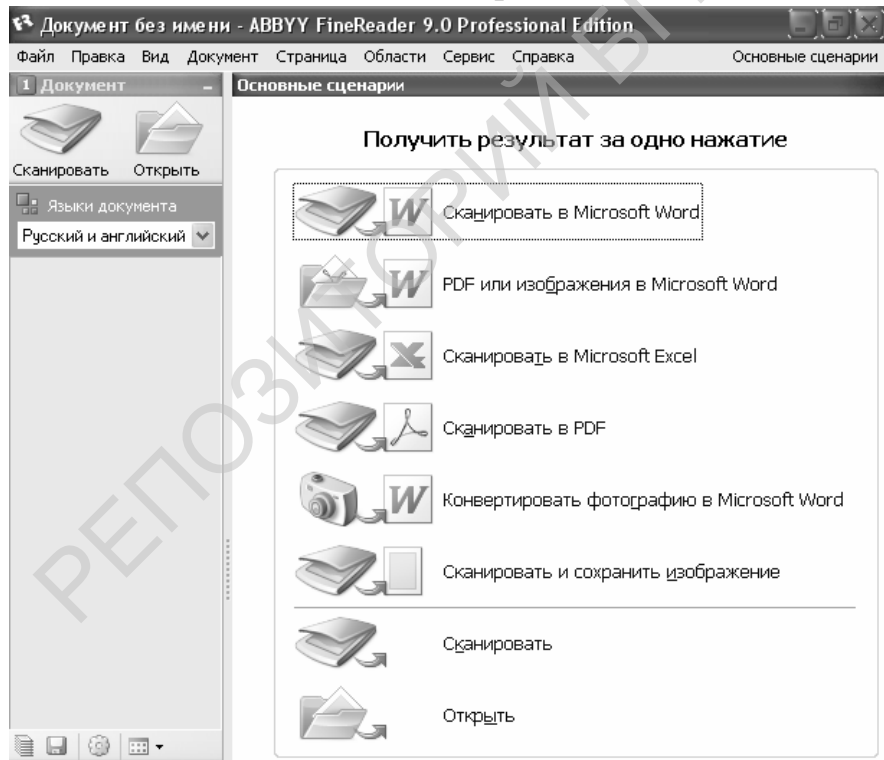 Документ без имени - ABBYY FineReader 9.0 Professional Edition
Файл Правка Вид Документ Страница Области Сервис Справка Основные сценарии
1 Документ
Основные сценарии
Сканировать Открыть
Языки документа
Русский и английский
Получить результат за одно нажатие
Сканировать в Microsoft Word
PDF или изображения в Microsoft Word
Сканировать в Microsoft Excel
Сканировать в PDF
Конвертировать фотографию в Microsoft Word
Сканировать и сохранить изображение
Сканировать
Открыть
РЕПОЗИТОРИЙ